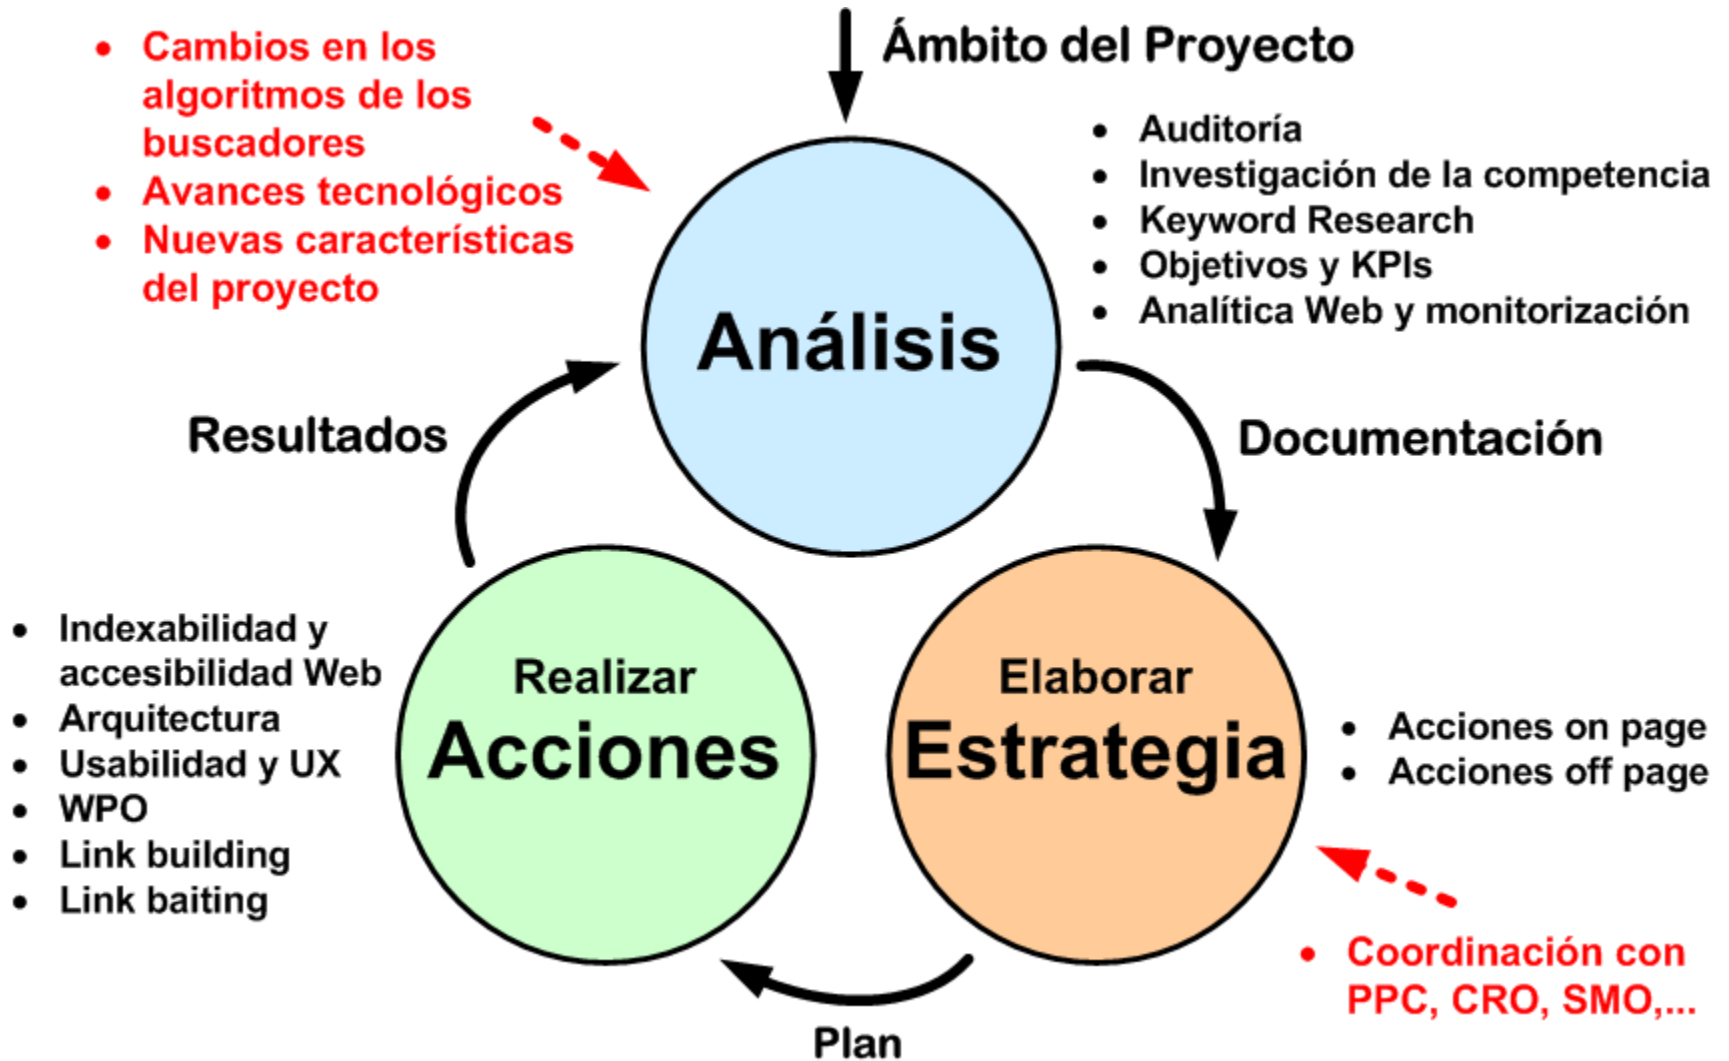 Ámbito del Proyecto
• Cambios en los
algoritmos de los
buscadores
• Avances tecnológicos
• Nuevas características
del proyecto
• Auditoría
• Investigación de la competencia
• Keyword Research
• Objetivos y KPIs
• Analítica Web y monitorización
Análisis
Resultados
Documentación
• Indexabilidad y
accesibilidad Web
• Arquitectura
• Usabilidad y UX
• WPO
• Link building
• Link baiting
Realizar
Acciones
Elaborar
Estrategia
• Acciones on page
• Acciones off page
• Coordinación con
PPC, CRO, SMO,...
Plan